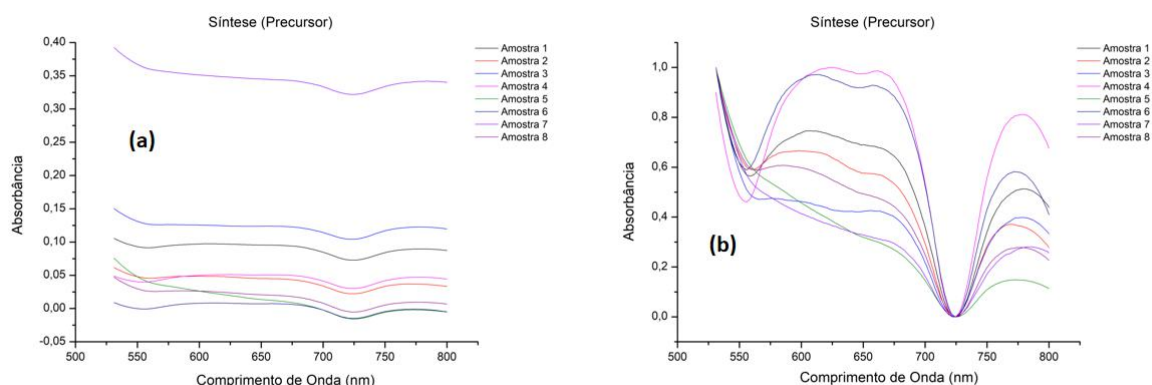 Síntese (Precursor)
0,40
0,35
0,30
0,25
0,20
0,15
0,10
0,05
0,00
-0,05
Absorbância
(a)
500 550 600 650 700 750 800
Comprimento de Onda (nm)
Amostra 1
Amostra 2
Amostra 3
Amostra 4
Amostra 5
Amostra 6
Amostra 7
Amostra 8
Síntese (Precursor)
1,0
0,8
0,6
0,4
0,2
0,0
Absorbância
(b)
500 550 600 650 700 750 800
Comprimento de Onda (nm)
Amostra 1
Amostra 2
Amostra 3
Amostra 4
Amostra 5
Amostra 6
Amostra 7
Amostra 8